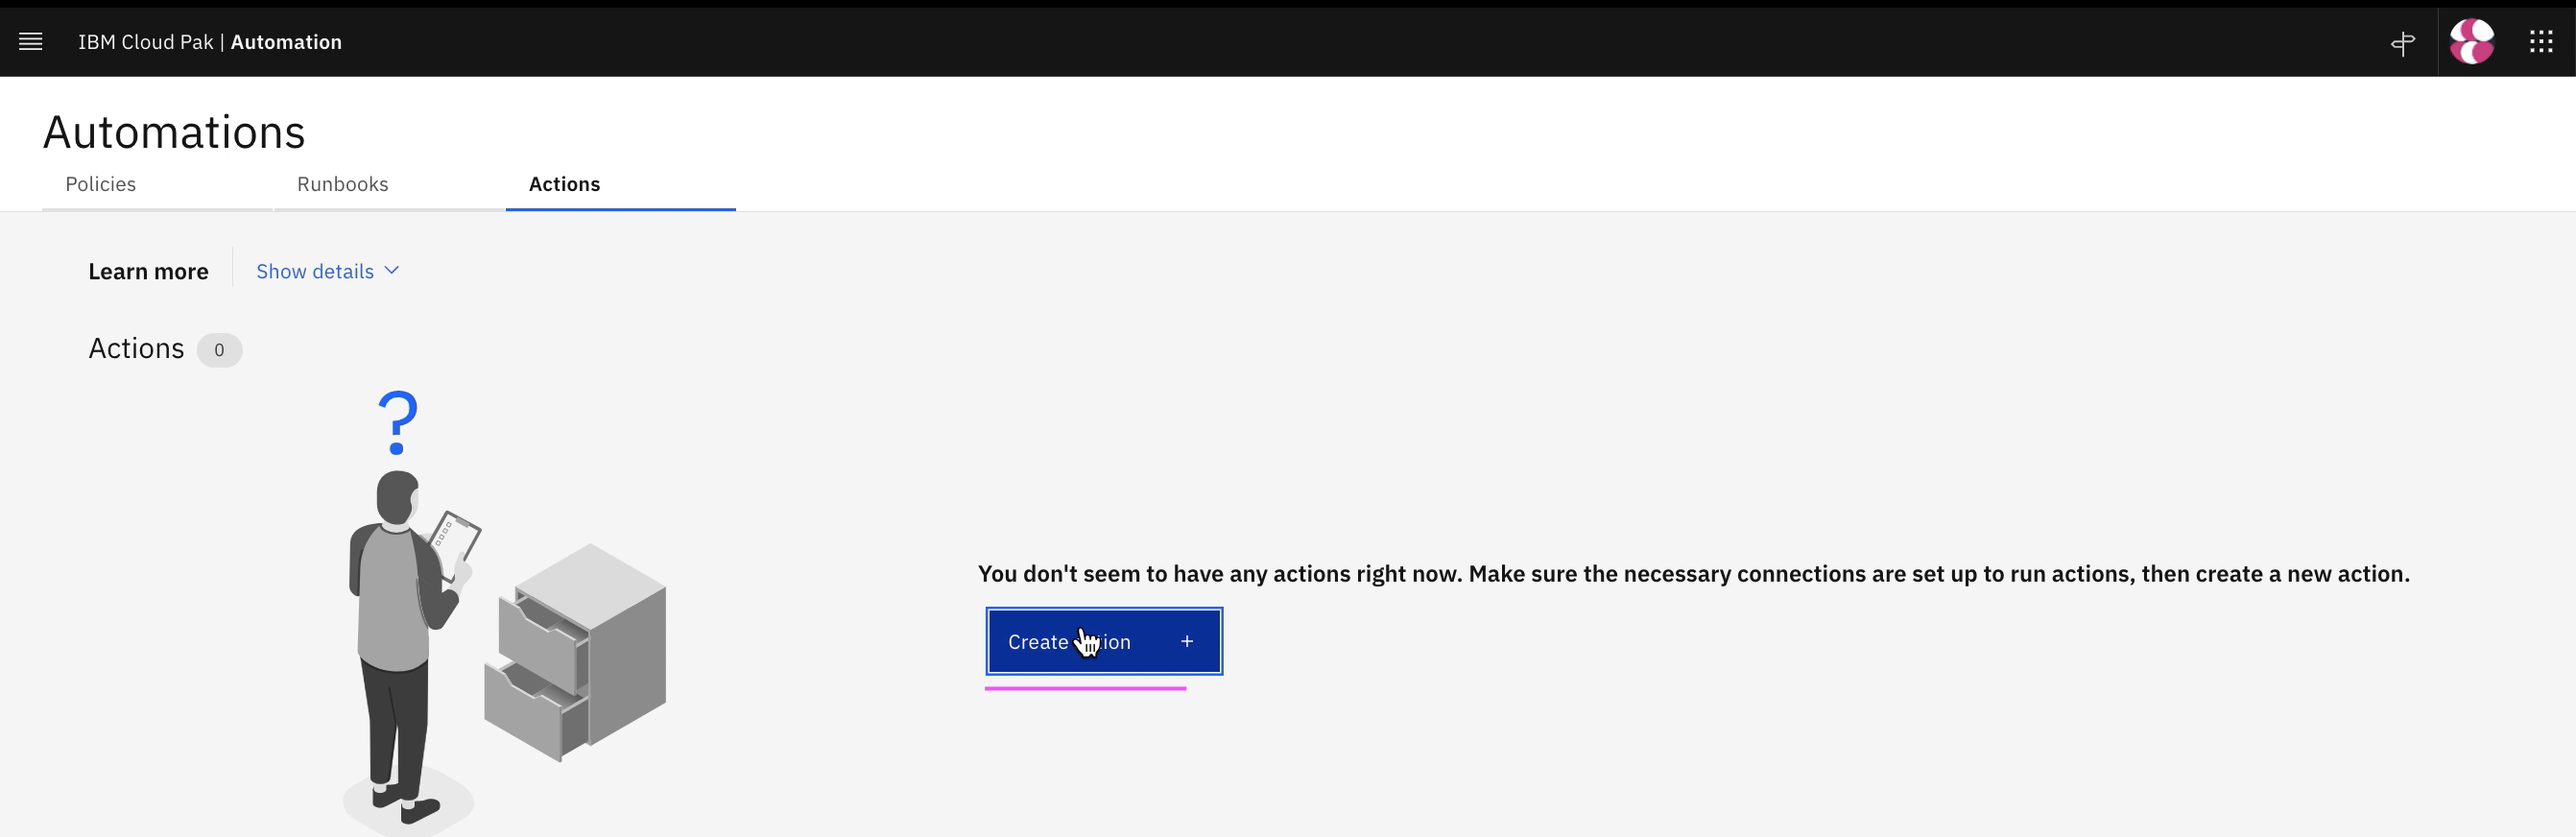 IBM Cloud Pak | Automation
Automations
Policies Runbooks Actions
Learn more Show details
Actions 0
?
You don't seem to have any actions right now. Make sure the necessary connections are set up to run actions, then create a new action.
Create +